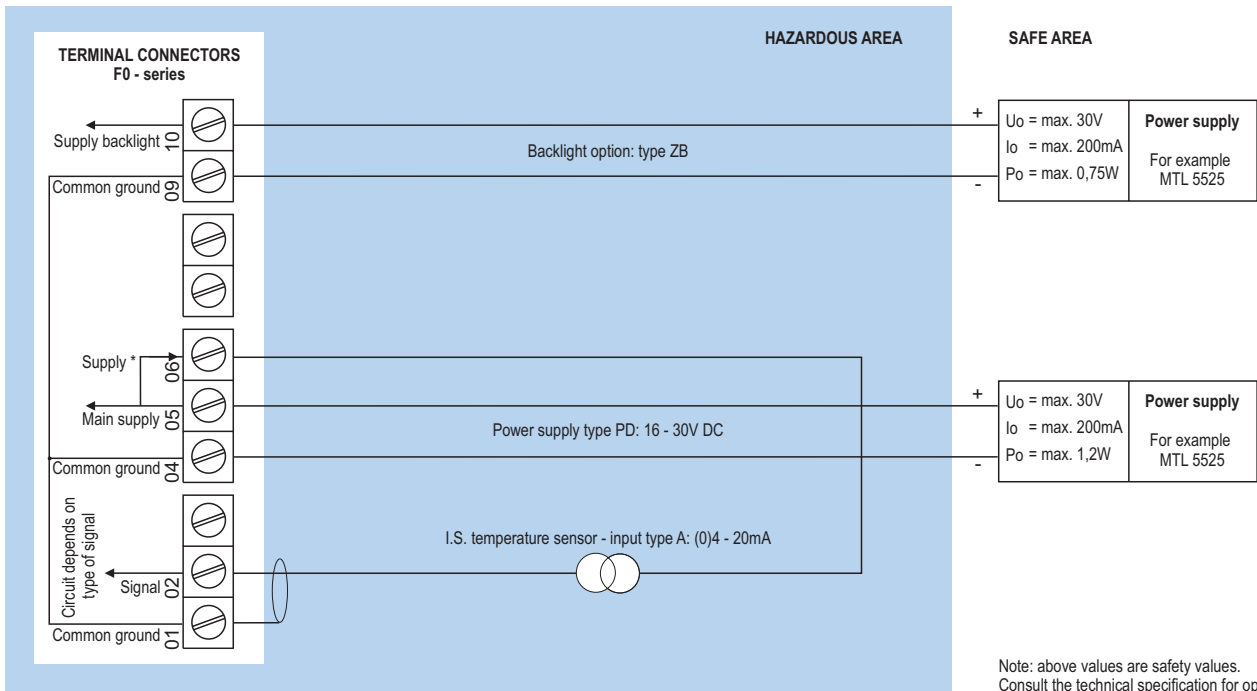 HAZARDOUS AREA
SAFE AREA
TERMINAL CONNECTORS
F0 - series
Supply backlight
10
Common ground
09
Backlight option: type ZB
+
-
Uo = max. 30V
Io = max. 200mA
Po = max. 0,75W
Power supply
For example
MTL 5525
Supply *
06
Main supply
05
Common ground
04
Power supply type PD: 16 - 30V DC
+
-
Uo = max. 30V
Io = max. 200mA
Po = max. 1,2W
Power supply
For example
MTL 5525
Circuit depends on
type of signal
I.S. temperature sensor - input type A: (0)4 - 20mA
Signal
02
Common ground
01
Note: above values are safety values.
Consult the technical specification for op